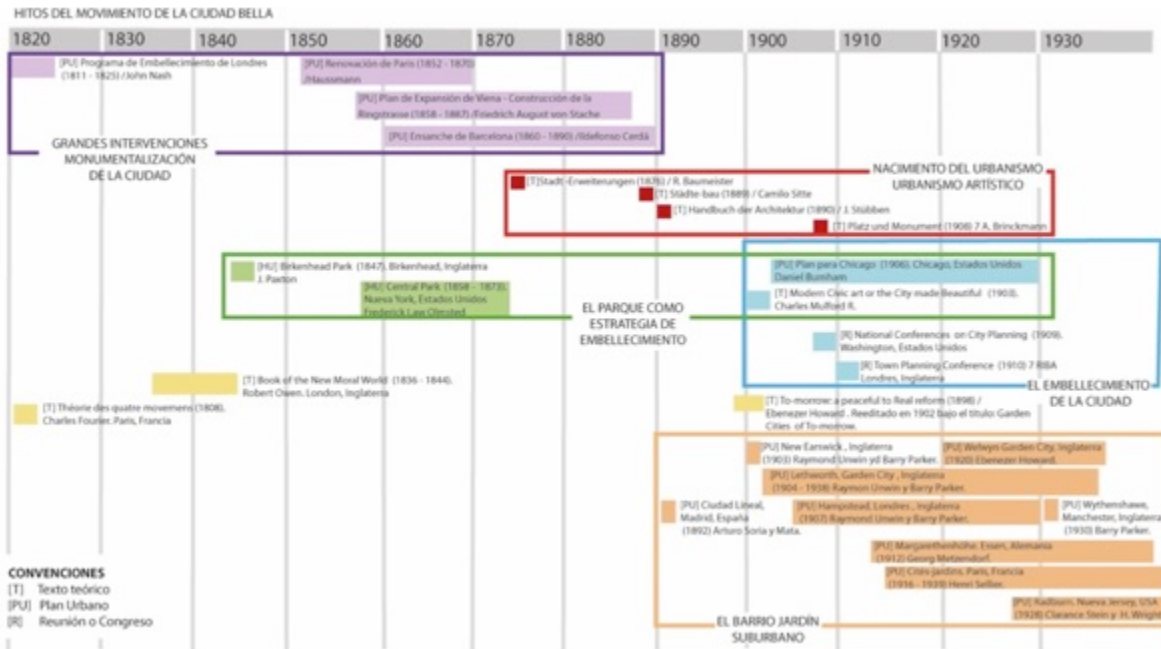 HITOS DEL MOVIMIENTO DE LA CIUDAD BELLA
1820 1830 1840 1850 1860 1870 1880 1890 1900 1910 1920 1930
[PU] Programa de Embellecimiento de Londres
(1811 - 1825) /John Nash
[PU] Renovación de Paris (1852 - 1870)
/Haussmann
[PU] Plan de Expansión de Viena - Construcción de la
Ringstrasse (1858 - 1887) /Friedrich August von Stache
[PU] Ensanche de Barcelona (1860 - 1890) /Ildefonso Cerdá
GRANDES INTERVENCIONES
MONUMENTALIZACIÓN
DE LA CIUDAD
NACIMIENTO DEL URBANISMO
URBANISMO ARTÍSTICO
[T]Stadt-Erweiterungen (1876) / R. Baumeister
[T] Städte-bau (1889) / Camilo Sitte
[T] Handbuch der Architektur (1890) / J. Stübben
[T] Platz und Monument (1908) 7 A. Brinckmann
[HU] Birkenhead Park (1847). Birkenhead, Inglaterra
J. Paxton
[HU] Central Park (1858 - 1873).
Nueva York, Estados Unidos
Frederick Law Olmsted
EL PARQUE COMO
ESTRATEGIA DE
EMBELLECIMIENTO
[PU] Plan para Chicago (1906). Chicago, Estados Unidos
Daniel Burnham
[T] Modern Civic art or the City made Beautiful (1903).
Charles Mulford R.
[R] National Conferences on City Planning (1909).
Washington, Estados Unidos
[R] Town Planning Conference (1910) 7 RIBA
Londres, Inglaterra
EL EMBELLECIMIENTO
DE LA CIUDAD
[T] Book of the New Moral World (1836 - 1844).
Robert Owen. London, Inglaterra
[T] Théorie des quatre movemens (1808).
Charles Fourier. Paris, Francia
[T] To-morrow: a peaceful to Real reform (1898) /
Ebenezer Howard . Reeditado en 1902 bajo el titulo: Garden
Cities of To-morrow.
[PU] New Earswick , Inglaterra
(1903) Raymond Unwin yd Barry Parker.
[PU] Welwyn Garden City, Inglaterra
(1920) Ebenezer Howard.
[PU] Lethworth, Garden City , Inglaterra
(1904 - 1938) Raymon Unwin y Barry Parker.
[PU] Ciudad Lineal,
Madrid, España
(1892) Arturo Soria y Mata.
[PU] Hampstead, Londres , Inglaterra
(1907) Raymond Unwin y Barry Parker.
[PU] Wythenshawe,
Manchester, Inglaterra
(1930) Barry Parker.
[PU] Margarethenhöhe. Essen, Alemania
(1912) Georg Metzendorf.
[PU] Cités-jardins. Paris, Francia
(1916 - 1939) Henri Sellier.
[PU] Radburn. Nueva Jersey, USA
(1928) Clarance Stein y H. Wright
EL BARRIO JARDÍN
SUBURBANO
CONVENCIONES
[T] Texto teórico
[PU] Plan Urbano
[R] Reunión o Congreso